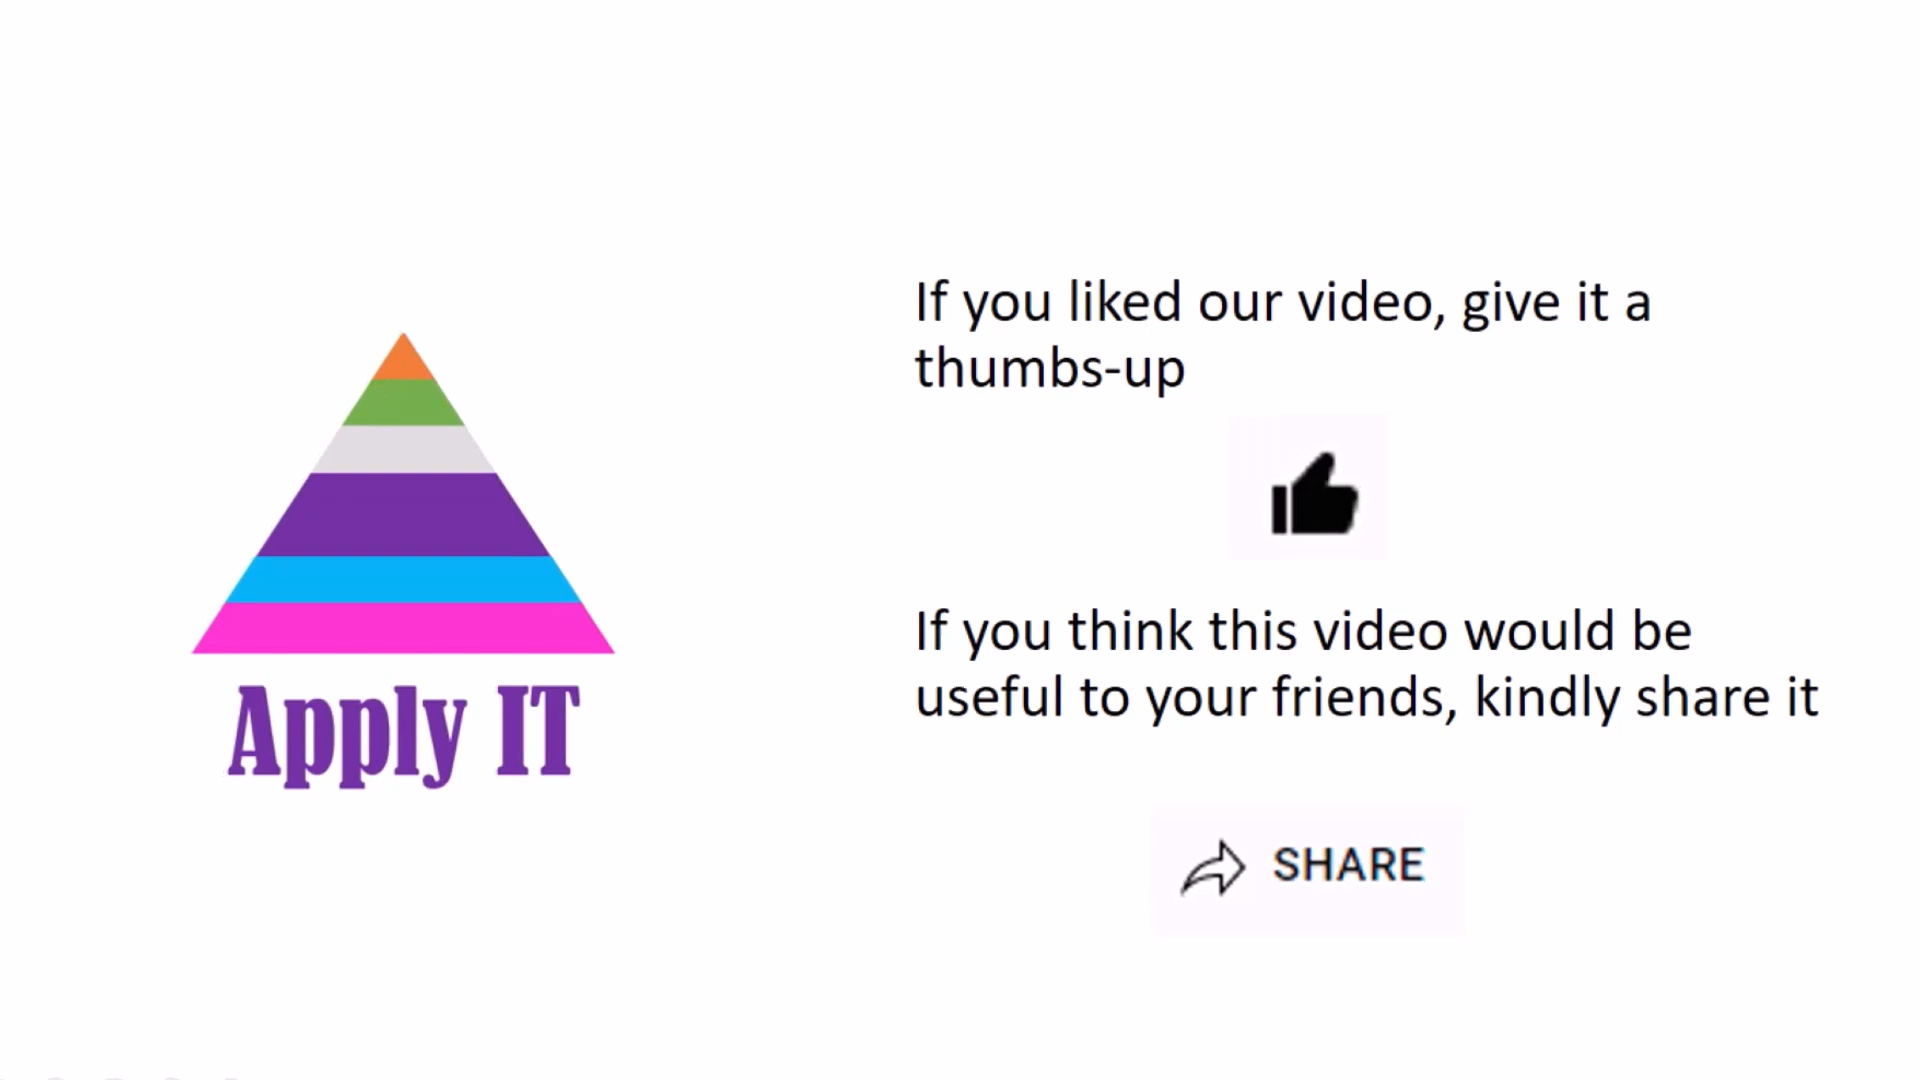 If you liked our video, give it a
thumbs-up
If you think this video would be
useful to your friends, kindly share it
Apply IT
SHARE